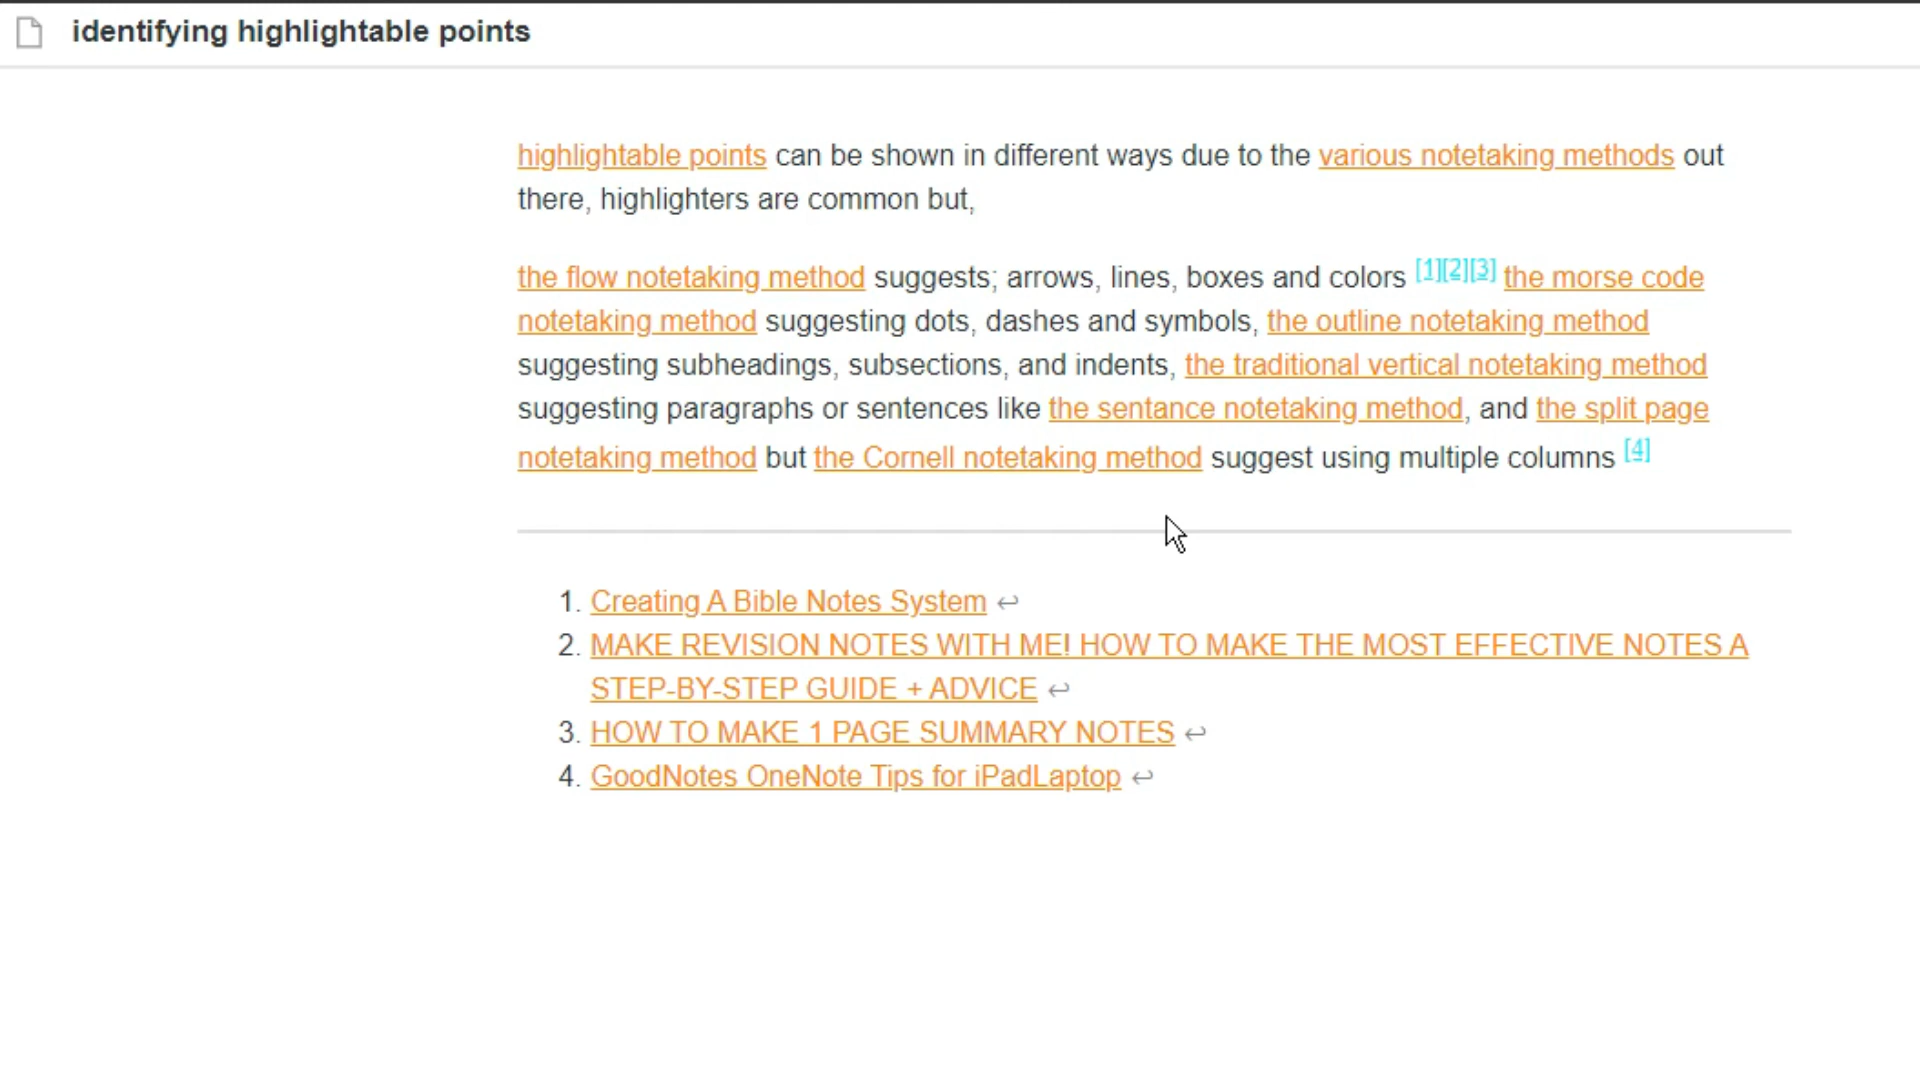 identifying highlightable points
highlightable points can be shown in different ways due to the various notetaking methods out
there, highlighters are common but,
the flow notetaking method suggests; arrows, lines, boxes and colors [1][2][3] the morse code
notetaking method suggesting dots, dashes and symbols, the outline notetaking method
suggesting subheadings, subsections, and indents, the traditional vertical notetaking method
suggesting paragraphs or sentences like the sentance notetaking method, and the split page
notetaking method but the Cornell notetaking method suggest using multiple columns [4]
1. Creating A Bible Notes System ↩
2. MAKE REVISION NOTES WITH ME! HOW TO MAKE THE MOST EFFECTIVE NOTES A
STEP-BY-STEP GUIDE + ADVICE ↩
3. HOW TO MAKE 1 PAGE SUMMARY NOTES ↩
4. GoodNotes OneNote Tips for iPadLaptop ↩